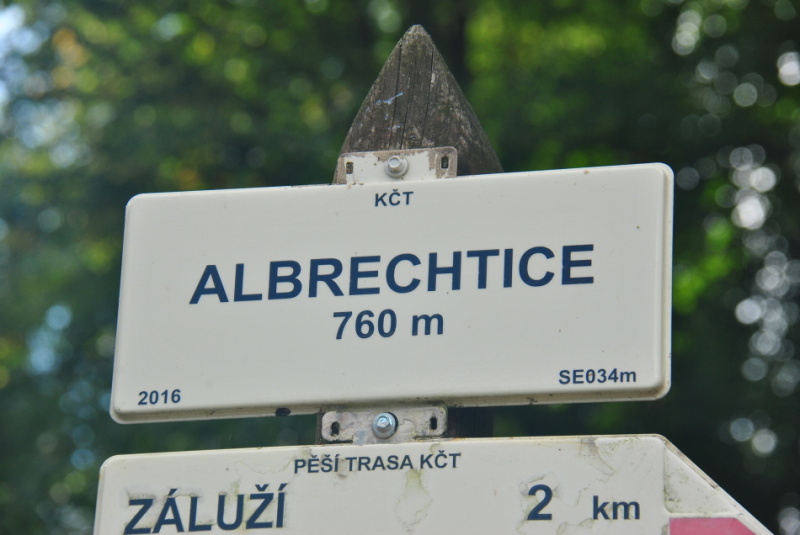 KČT
ALBRECHTICE
760 m
2016
SE034m
PĚŠÍ TRASA KČT
ZÁLUŽÍ 2 km